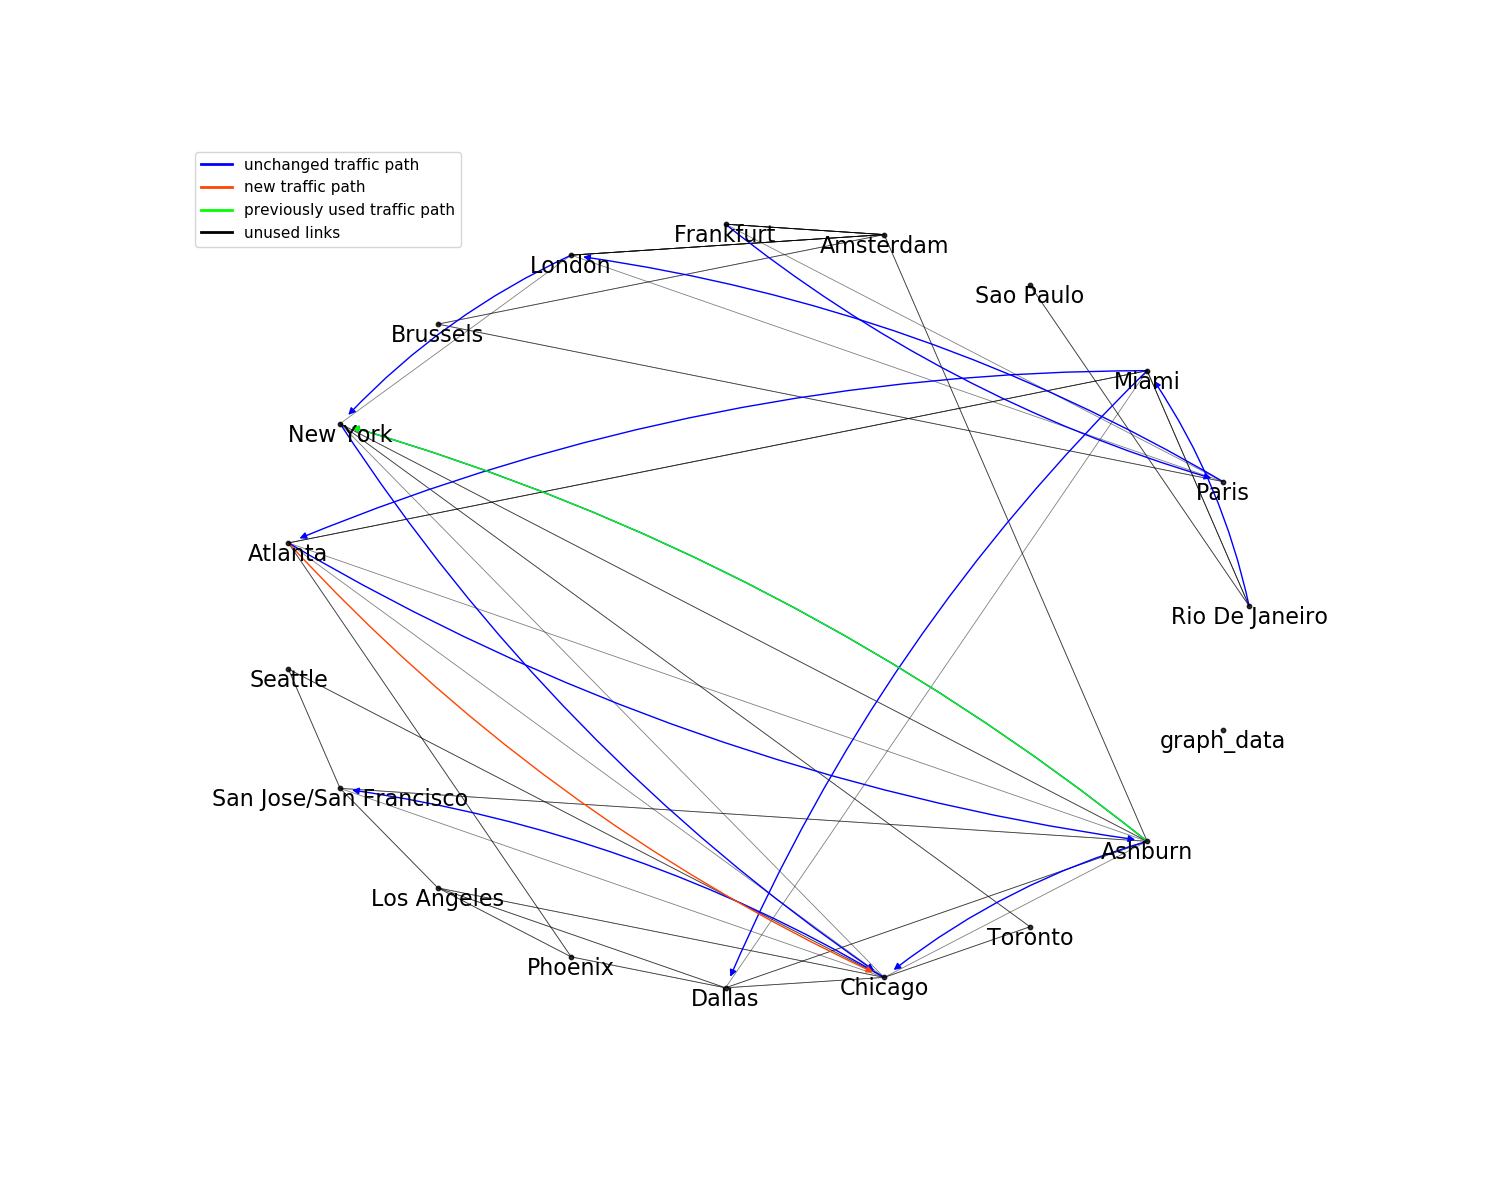 unchanged traffic path
new traffic path
previously used traffic path
unused links
Frankfurt
Amsterdam
London
Sao Paulo
Brussels
Miami
New York
Paris
Atlanta
Rio De Janeiro
Seattle
graph_data
San Jose/San Francisco
Ashburn
Los Angeles
Toronto
Phoenix
Chicago
Dallas